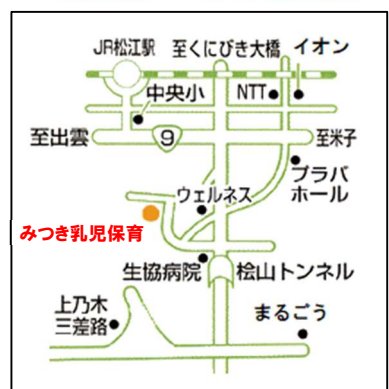 JR松江駅
至くにびき大橋
イオン
中央小
NTT
至出雲
9
至米子
プラバ
ホール
ウェルネス
みつき乳児保育
生協病院
桧山トンネル
上乃木
三差路
まるごう